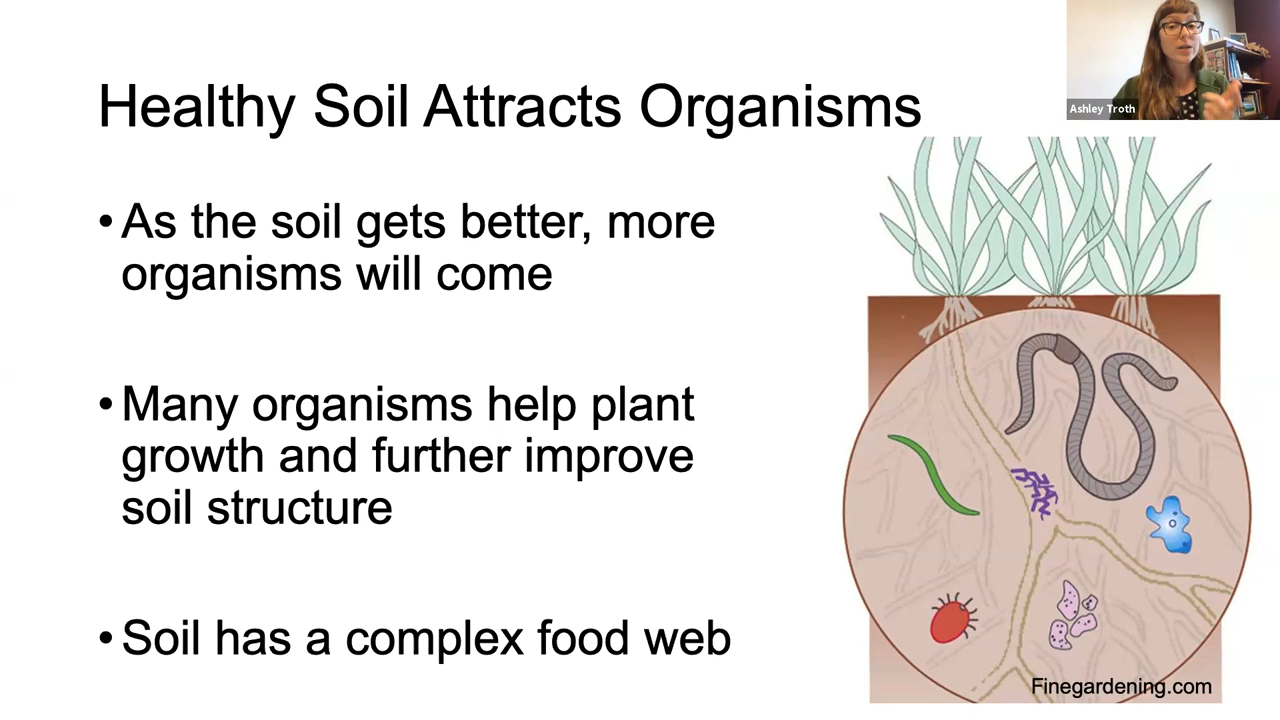 Ashley Troth
Healthy Soil Attracts Organisms
• As the soil gets better, more
organisms will come
• Many organisms help plant
growth and further improve
soil structure
• Soil has a complex food web
Finegardening.com